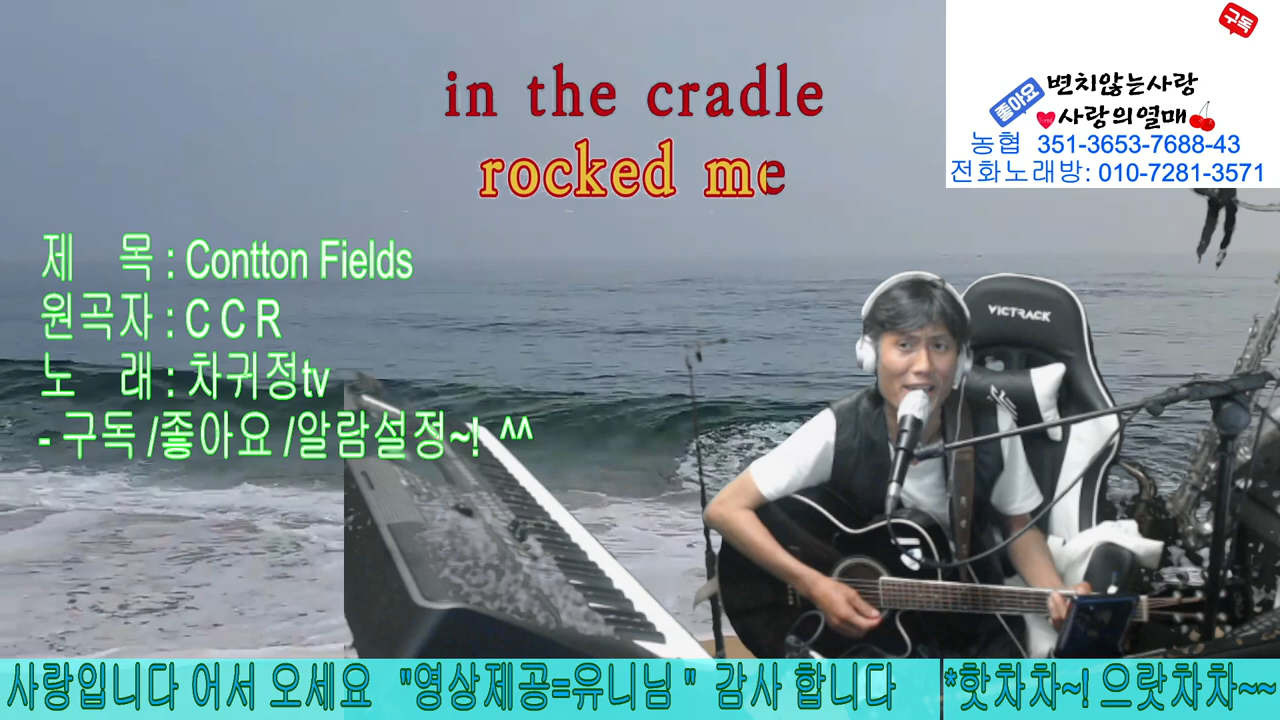 in the cradle
rocked me
구독
좋아요
변치않는사랑
사랑의열매
농협 351-3653-7688-43
전화노래방: 010-7281-3571
제 목 : Contton Fields
원곡자 : C C R
노 래 : 차귀정tv
- 구독 /좋아요 /알람설정~! ^^
VICTRACK
사랑입니다 어서 오세요 "영상제공=유니님 " 감사 합니다
*핫차차~! 으랏차차~~